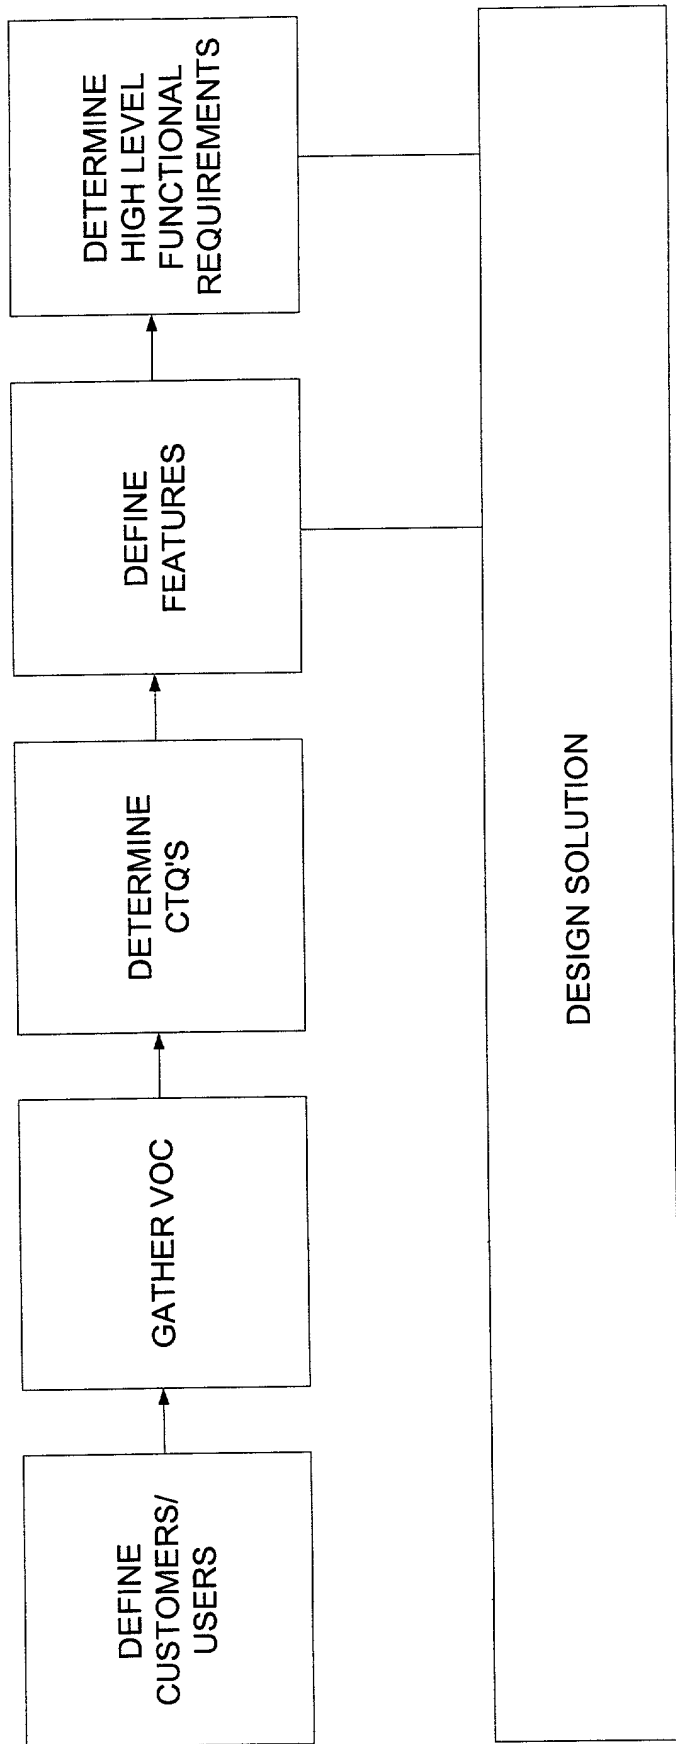 DEFINE
CUSTOMERS/
USERS
GATHER VOC
DETERMINE
CTQ'S
DEFINE
FEATURES
DETERMINE
HIGH LEVEL
FUNCTIONAL
REQUIREMENTS
DESIGN SOLUTION